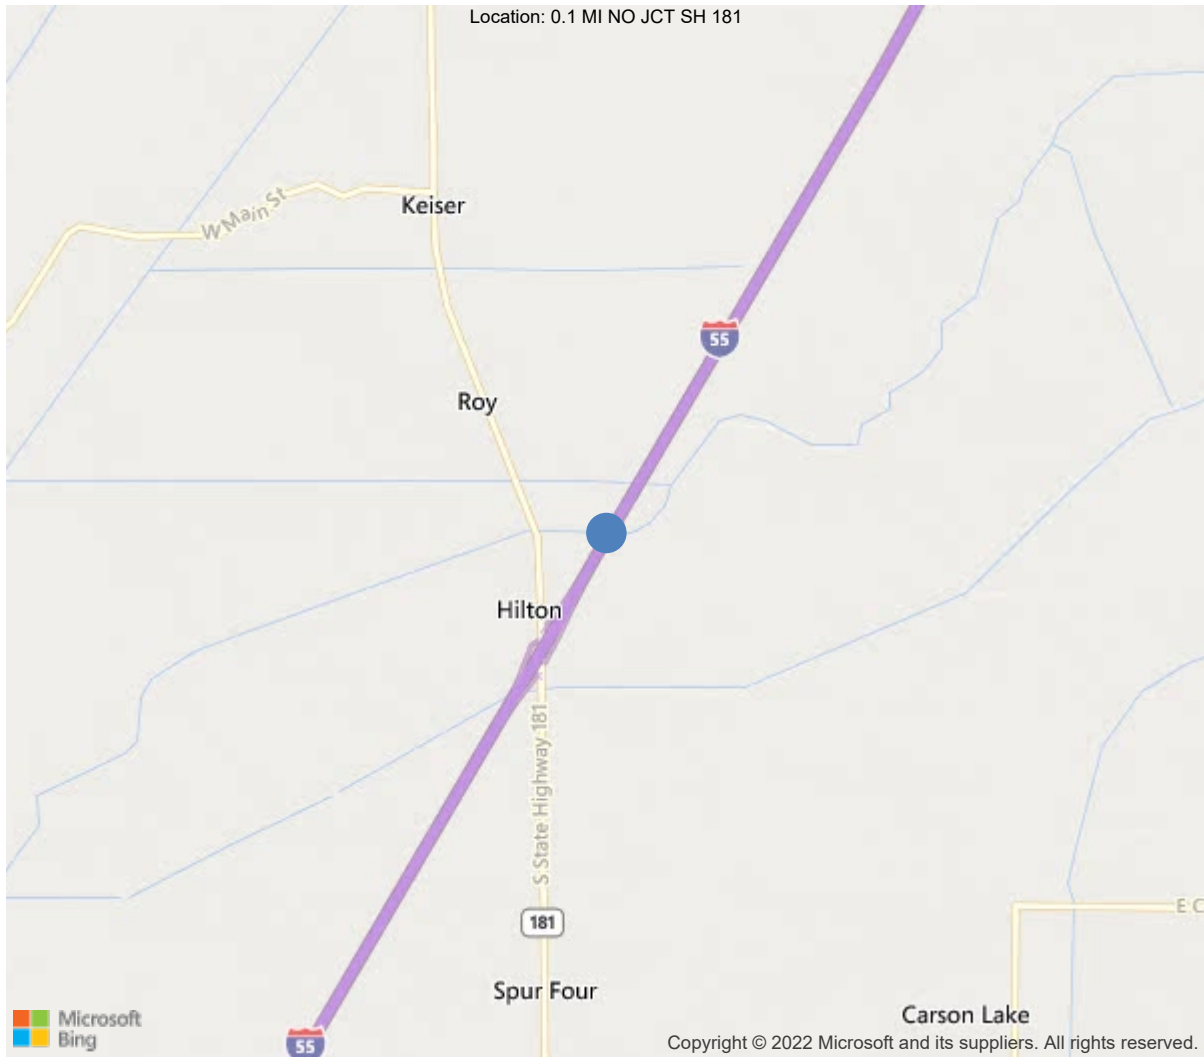 Location: 0.1 MI NO JCT SH 181
W Main St
Keiser
55
Roy
Hilton
S State Highway 181
181
Spur Four
Carson Lake
E C
55
Microsoft
Bing
Copyright © 2022 Microsoft and its suppliers. All rights reserved.